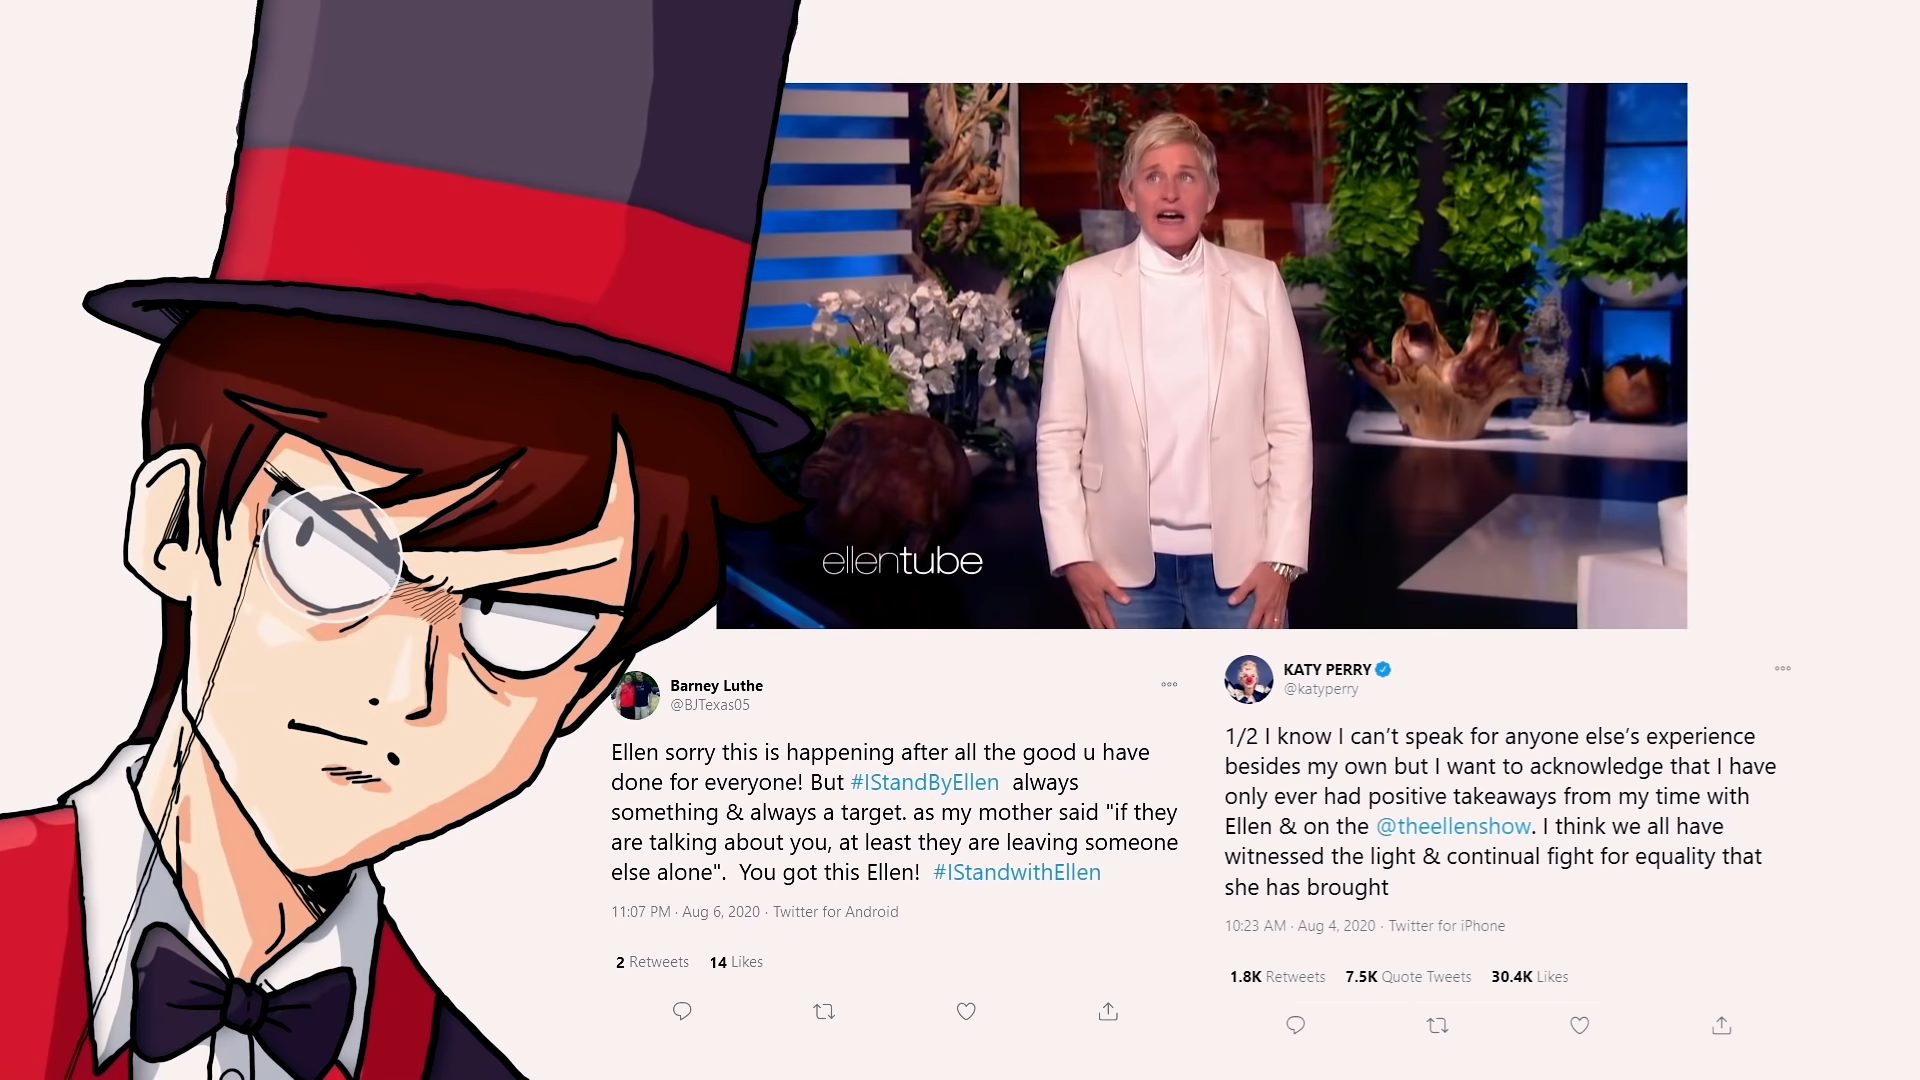 ellentube
Barney Luthe
@BJTexas05
Ellen sorry this is happening after all the good u have
done for everyone! But #IStandByEllen always
something & always a target. as my mother said "if they
are talking about you, at least they are leaving someone
else alone". You got this Ellen! #IStandwithEllen
11:07 PM · Aug 6, 2020 · Twitter for Android
2 Retweets 14 Likes
KATY PERRY
@katyperry
1/2 I know I can’t speak for anyone else’s experience
besides my own but I want to acknowledge that I have
only ever had positive takeaways from my time with
Ellen & on the @theellenshow. I think we all have
witnessed the light & continual fight for equality that
she has brought
10:23 AM · Aug 4, 2020 · Twitter for iPhone
1.8K Retweets 7.5K Quote Tweets 30.4K Likes